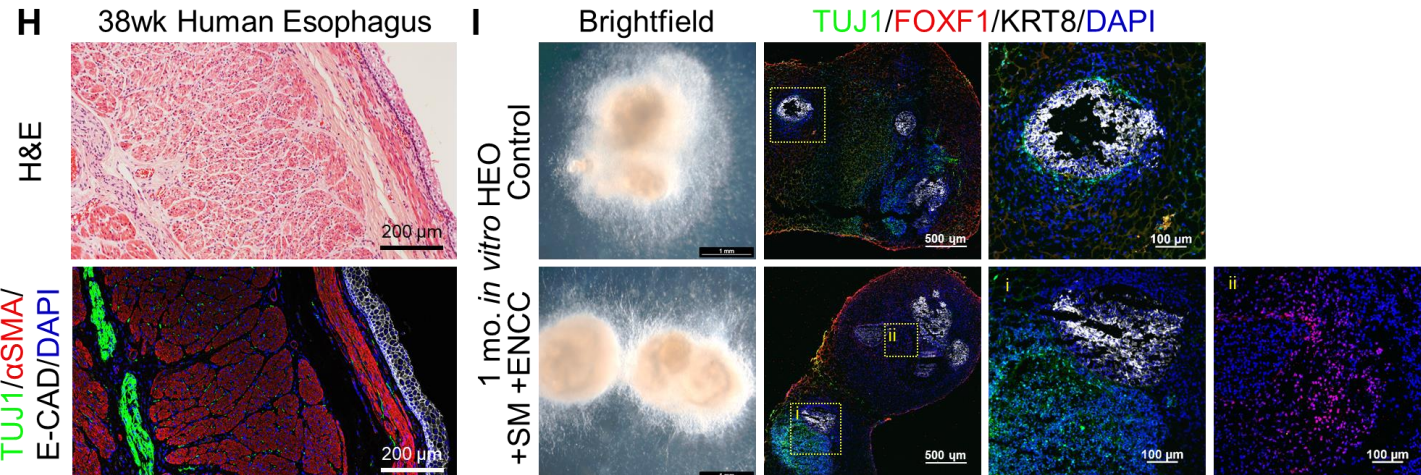 H 38wk Human Esophagus
H&E
200 µm
TUJ1/αSMA/
E-CAD/DAPI
200 µm
I Brightfield TUJ1/FOXF1/KRT8/DAPI
1 mo. in vitro HEO
Control
1 mm
500 µm
100 µm
+SM +ENCC
ii
i
500 µm
i
100 µm
ii
100 µm